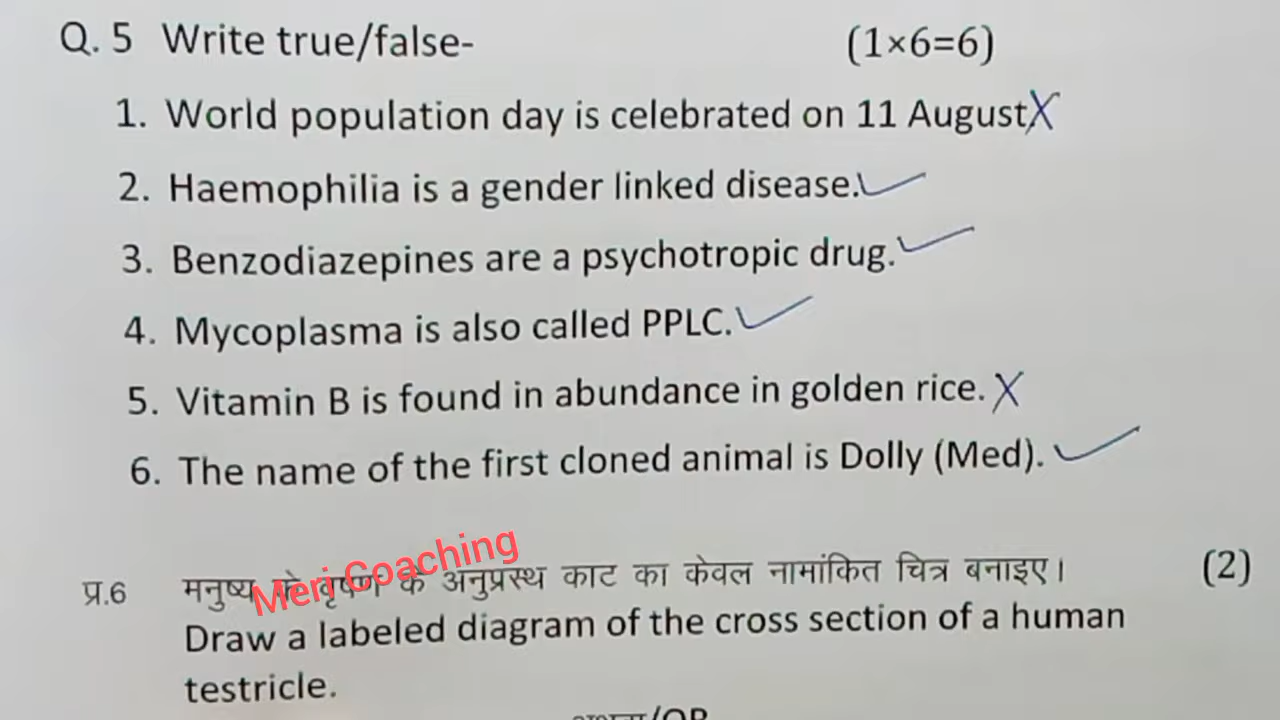 Q. 5 Write true/false- (1×6=6)
1. World population day is celebrated on 11 August X
2. Haemophilia is a gender linked disease. ✓
3. Benzodiazepines are a psychotropic drug. ✓
4. Mycoplasma is also called PPLC. ✓
5. Vitamin B is found in abundance in golden rice. X
6. The name of the first cloned animal is Dolly (Med). ✓
Meri Coaching
प्र.6 मनुष्य के वृषण के अनुप्रस्थ काट का केवल नामांकित चित्र बनाइए। (2)
Draw a labeled diagram of the cross section of a human
testricle.
अथवा/OR